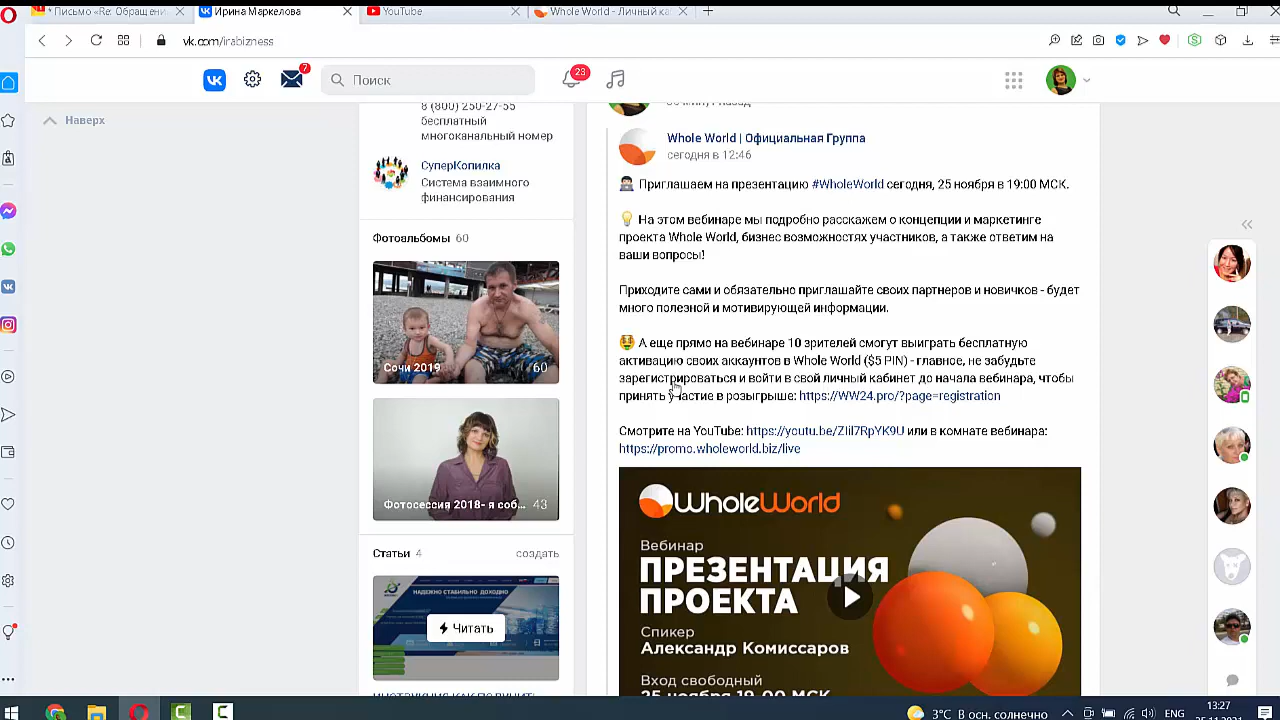 * Письмо «Re: Обращени
Ирина Маркелова
YouTube
Whole World - Личный ка
vk.com/irabizness
7
Поиск
23
Наверх
8 (800) 250-27-55
бесплатный
многоканальный номер
СуперКопилка
Система взаимного
финансирования
Фотоальбомы 60
Сочи 2019 60
Фотосессия 2018- я соб... 43
Статьи 4 создать
НАДЕЖНО СТАБИЛЬНО ДОХОДНО
Читать
Whole World | Официальная Группа
сегодня в 12:46
Приглашаем на презентацию #WholeWorld сегодня, 25 ноября в 19:00 МСК.
На этом вебинаре мы подробно расскажем о концепции и маркетинге
проекта Whole World, бизнес возможностях участников, а также ответим на
ваши вопросы!
Приходите сами и обязательно приглашайте своих партнеров и новичков - будет
много полезной и мотивирующей информации.
А еще прямо на вебинаре 10 зрителей смогут выиграть бесплатную
активацию своих аккаунтов в Whole World ($5 PIN) - главное, не забудьте
зарегистрироваться и войти в свой личный кабинет до начала вебинара, чтобы
принять участие в розыгрыше: https://WW24.pro/?page=registration
Смотрите на YouTube: https://youtu.be/ZIil7RpYK9U или в комнате вебинара:
https://promo.wholeworld.biz/live
WholeWorld
Вебинар
ПРЕЗЕНТАЦИЯ
ПРОЕКТА
Спикер
Александр Комиссаров
Вход свободный
25 ноября 19:00 МСК
3°C В осн. солнечно
ENG
13:27